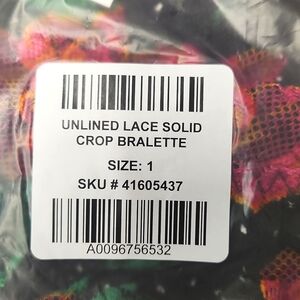 UNLINED LACE SOLID
CROP BRALETTE
SIZE: 1
SKU # 41605437
A0096756532